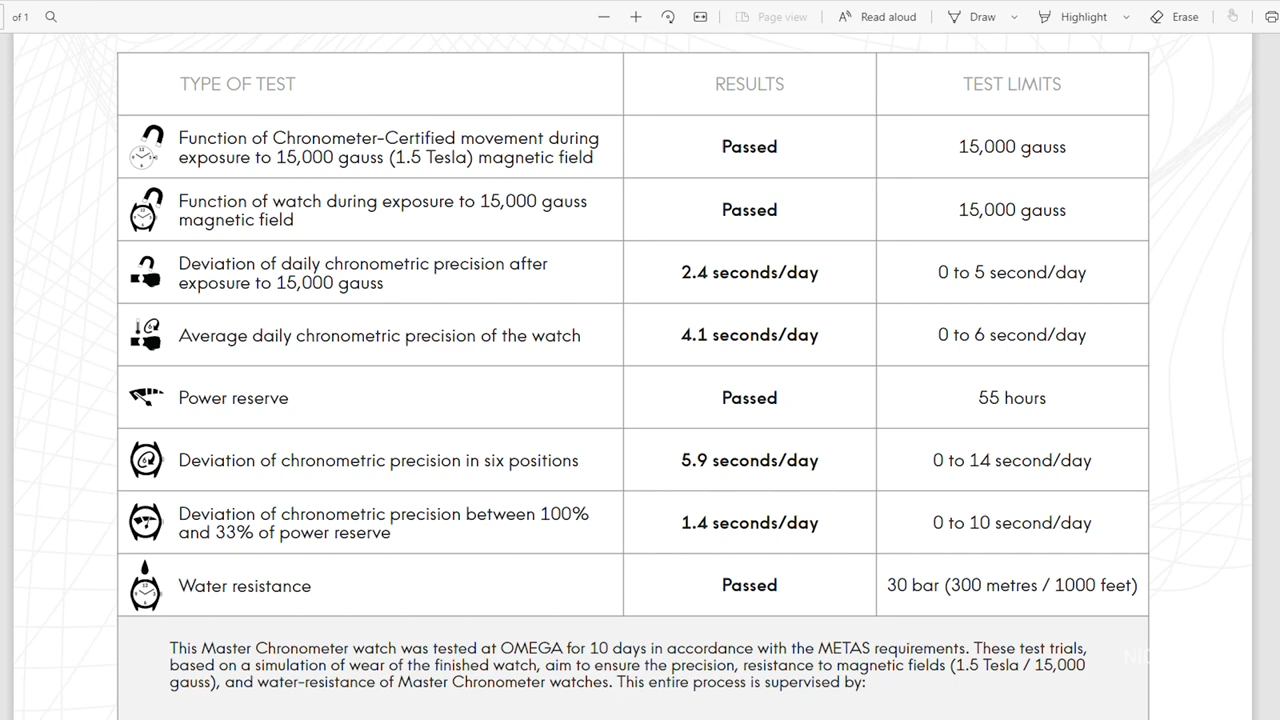 of 1
Page view
Read aloud
Draw
Highlight
Erase
TYPE OF TEST
RESULTS
TEST LIMITS
Function of Chronometer-Certified movement during
exposure to 15,000 gauss (1.5 Tesla) magnetic field
Passed
15,000 gauss
Function of watch during exposure to 15,000 gauss
magnetic field
Passed
15,000 gauss
Deviation of daily chronometric precision after
exposure to 15,000 gauss
2.4 seconds/day
0 to 5 second/day
Average daily chronometric precision of the watch
4.1 seconds/day
0 to 6 second/day
Power reserve
Passed
55 hours
Deviation of chronometric precision in six positions
5.9 seconds/day
0 to 14 second/day
Deviation of chronometric precision between 100%
and 33% of power reserve
1.4 seconds/day
0 to 10 second/day
Water resistance
Passed
30 bar (300 metres / 1000 feet)
This Master Chronometer watch was tested at OMEGA for 10 days in accordance with the METAS requirements. These test trials,
based on a simulation of wear of the finished watch, aim to ensure the precision, resistance to magnetic fields (1.5 Tesla / 15,000
gauss), and water-resistance of Master Chronometer watches. This entire process is supervised by: